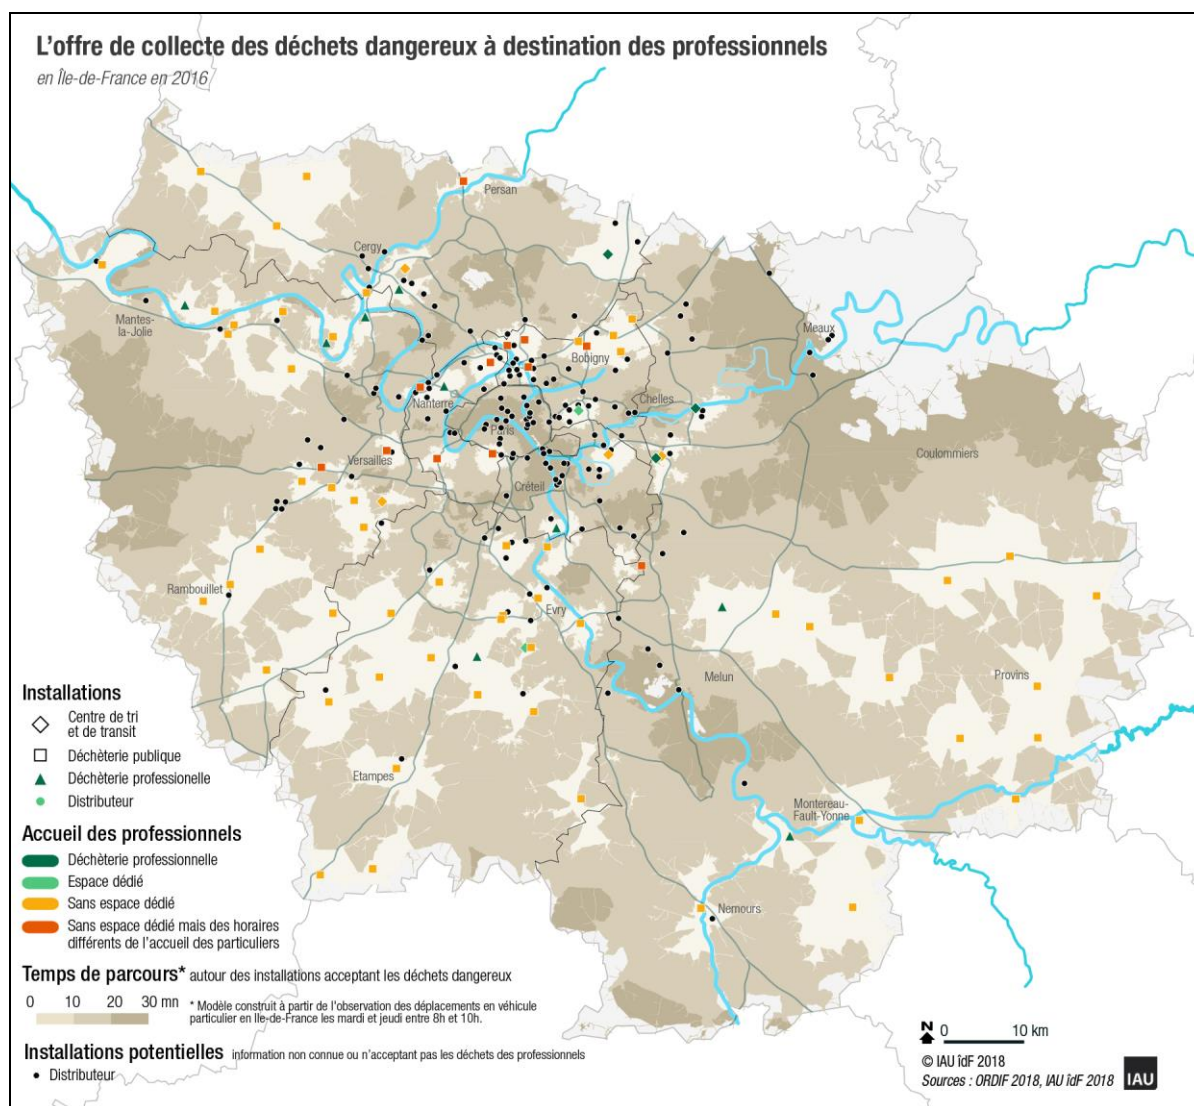 L'offre de collecte des déchets dangereux à destination des professionnels
en Île-de-France en 2016
Persan
Cergy
Mantes-
la-Jolie
Meaux
Bobigny
Nanterre
Chelles
Paris
Versailles
Coulommiers
Créteil
Rambouillet
Evry
Melun
Provins
Etampes
Montereau-
Fault-Yonne
Nemours
Installations
Centre de tri
et de transit
Déchèterie publique
Déchèterie professionelle
Distributeur
Accueil des professionnels
Déchèterie professionnelle
Espace dédié
Sans espace dédié
Sans espace dédié mais des horaires
différents de l'accueil des particuliers
Temps de parcours* autour des installations acceptant les déchets dangereux
0 10 20 30 mn
* Modèle construit à partir de l'observation des déplacements en véhicule
particulier en Ile-de-France les mardi et jeudi entre 8h et 10h.
Installations potentielles information non connue ou n'acceptant pas les déchets des professionnels
Distributeur
N 0 10 km
© IAU îdF 2018
Sources : ORDIF 2018, IAU îdF 2018
IAU